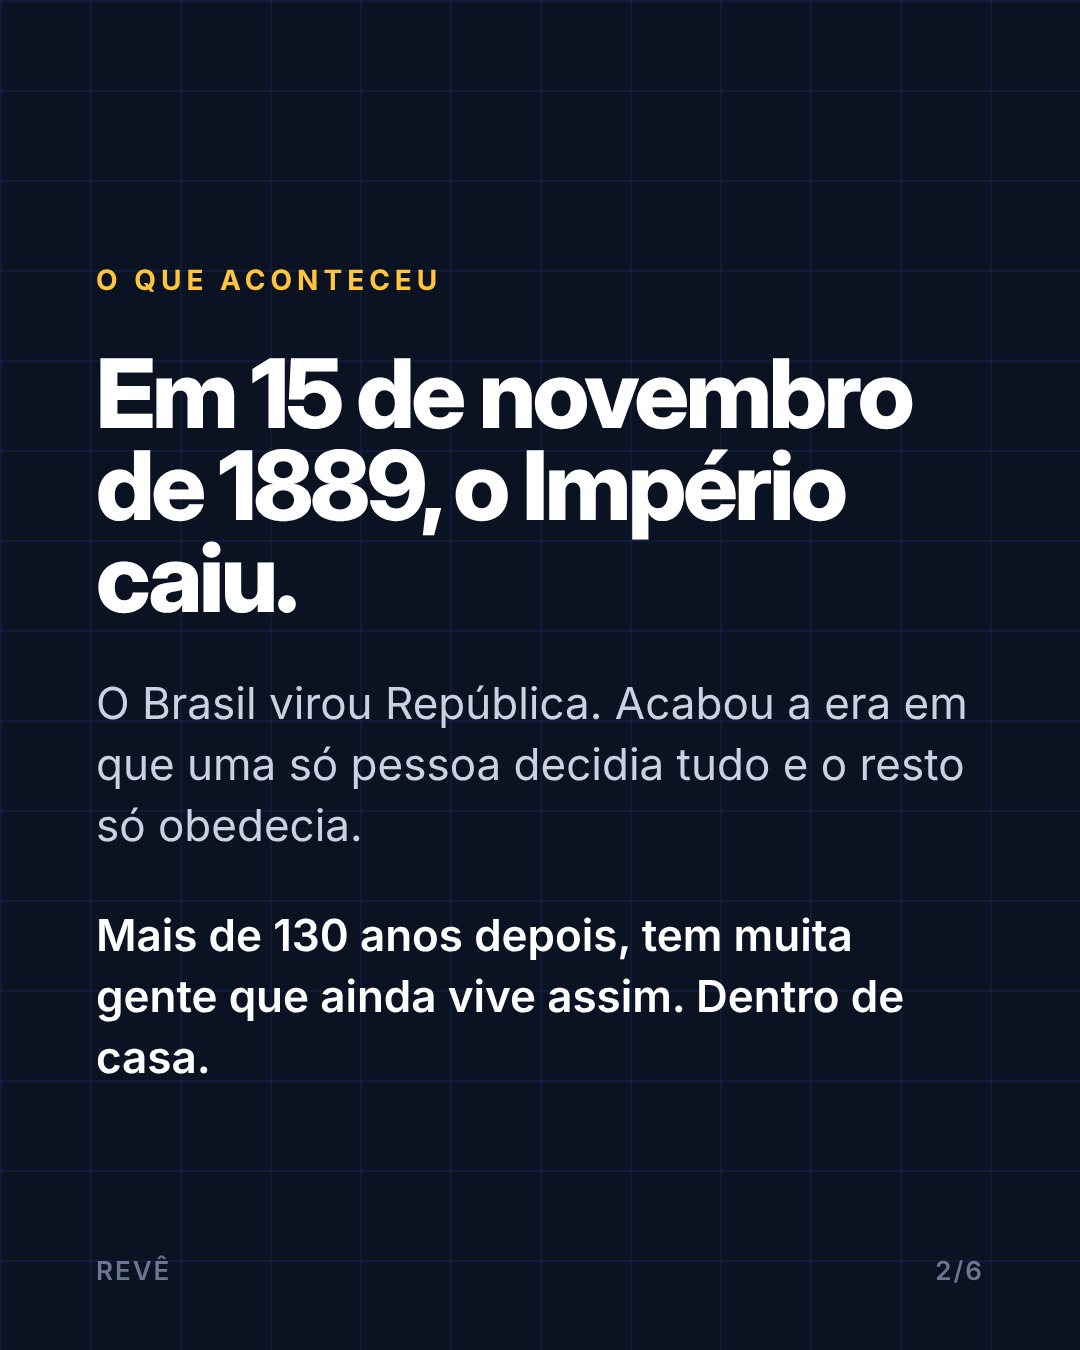 O QUE ACONTECEU
Em 15 de novembro
de 1889, o Império
caiu.
O Brasil virou República. Acabou a era em
que uma só pessoa decidia tudo e o resto
só obedecia.
Mais de 130 anos depois, tem muita
gente que ainda vive assim. Dentro de
casa.
REVÊ
2/6